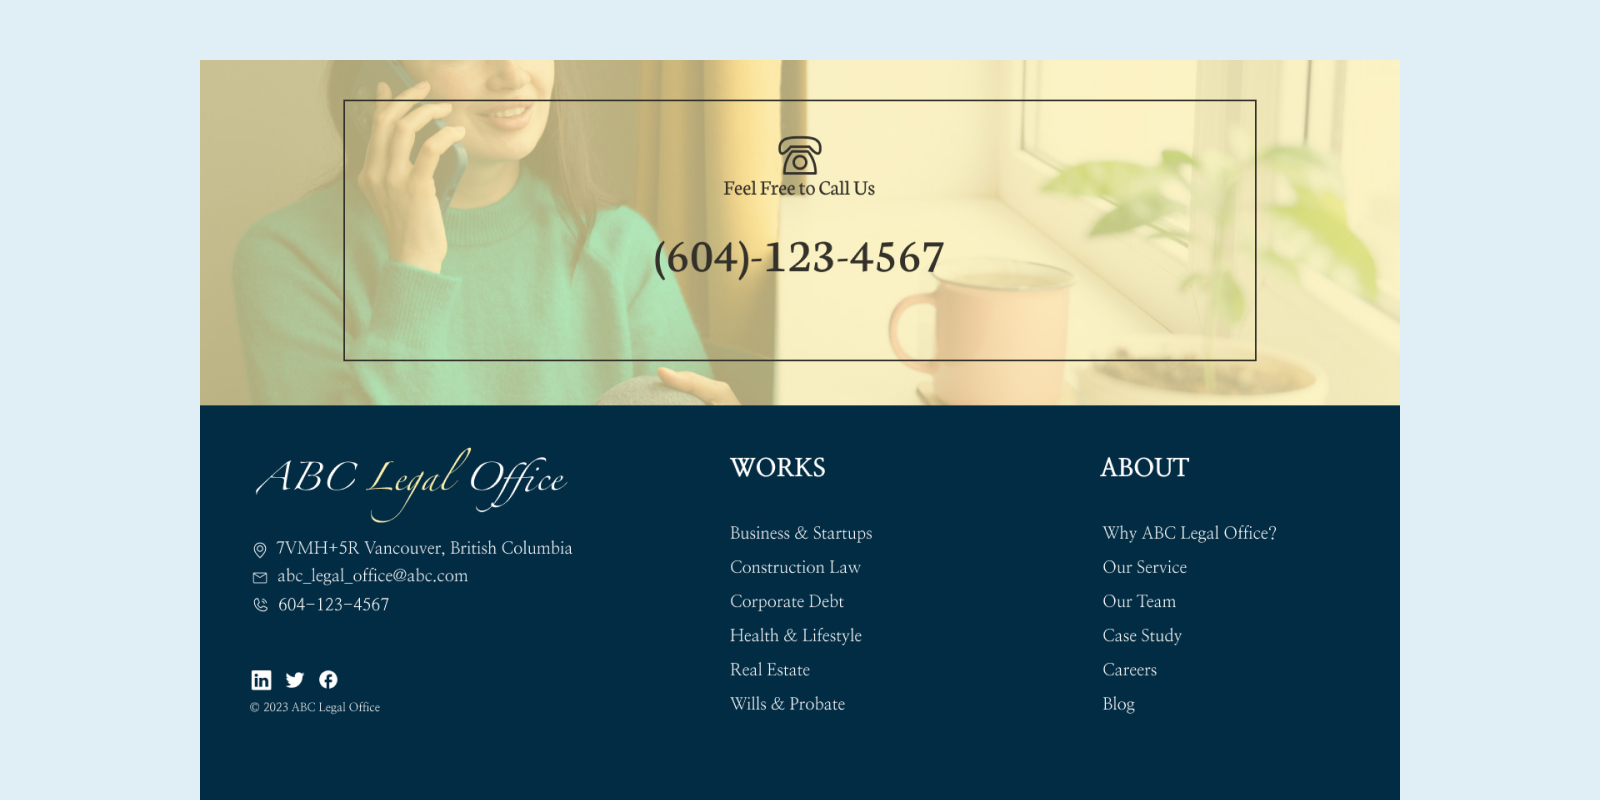 Feel Free to Call Us
(604)-123-4567
ABC Legal Office
7VMH+5R Vancouver, British Columbia
abc_legal_office@abc.com
604-123-4567
in
© 2023 ABC Legal Office
WORKS
Business & Startups
Construction Law
Corporate Debt
Health & Lifestyle
Real Estate
Wills & Probate
ABOUT
Why ABC Legal Office?
Our Service
Our Team
Case Study
Careers
Blog